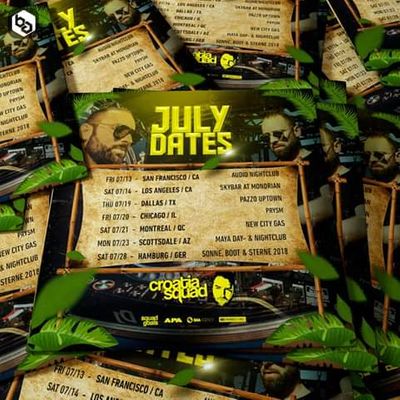 JULY
DATES
FRI 07/13 - SAN FRANCISCO / CA AUDIO NIGHTCLUB
SAT 07/14 - LOS ANGELES / CA SKYBAR AT MONDRIAN
THU 07/19 - DALLAS / TX PAZZO UPTOWN
FRI 07/20 - CHICAGO / IL PRYSM
SAT 07/21 - MONTREAL / QC NEW CITY GAS
MON 07/23 - SCOTTSDALE / AZ MAYA DAY- & NIGHTCLUB
SAT 07/28 - HAMBURG / GER SONNE, BOOT & STERNE 2018
croatia
squad
APA
FRI 07/13 - SAN FRANCISCO / CA
SAT 07/14 - LOS ANGELES / CA